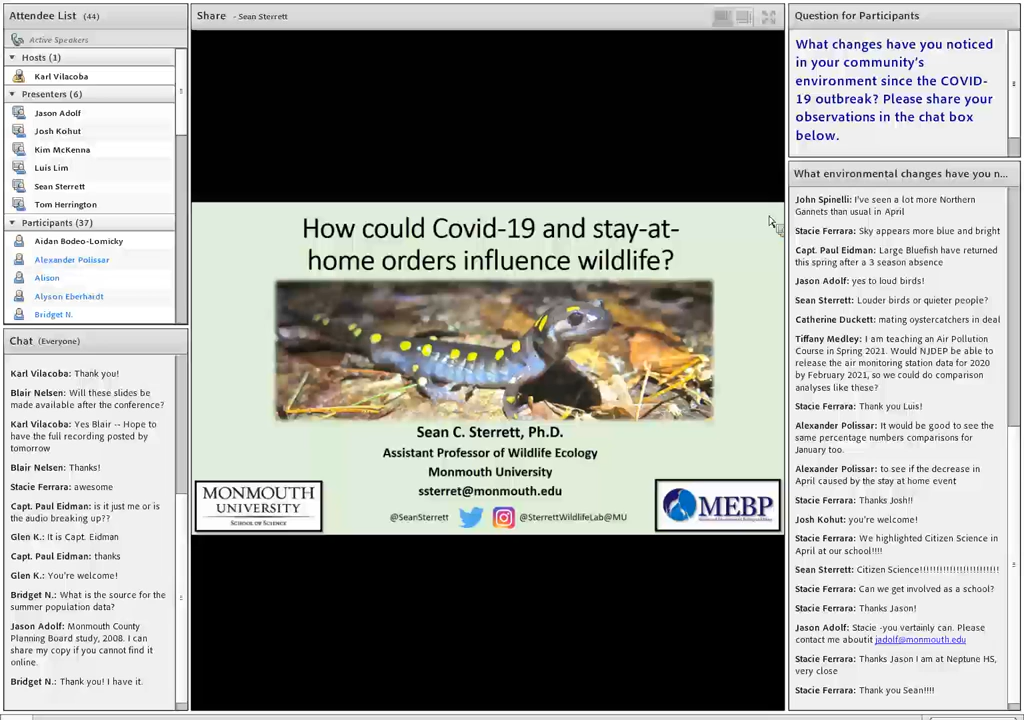 Attendee List (44)
Active Speakers
Hosts (1)
Karl Vilacoba
Presenters (6)
Jason Adolf
Josh Kohut
Kim McKenna
Luis Lim
Sean Sterrett
Tom Herrington
Participants (37)
Aidan Bodeo-Lomicky
Alexander Polissar
Alison
Alyson Eberhardt
Bridget N.
Chat (Everyone)
Karl Vilacoba: Thank you!
Blair Nelsen: Will these slides be
made available after the conference?
Karl Vilacoba: Yes Blair -- Hope to
have the full recording posted by
tomorrow
Blair Nelsen: Thanks!
Stacie Ferrara: awesome
Capt. Paul Eidman: is it just me or is
the audio breaking up??
Glen K.: It is Capt. Eidman
Capt. Paul Eidman: thanks
Glen K.: You're welcome!
Bridget N.: What is the source for the
summer population data?
Jason Adolf: Monmouth County
Planning Board study, 2008. I can
share my copy if you cannot find it
online.
Bridget N.: Thank you! I have it.
Share - Sean Sterrett
How could Covid-19 and stay-at-
home orders influence wildlife?
Sean C. Sterrett, Ph.D.
Assistant Professor of Wildlife Ecology
Monmouth University
ssterret@monmouth.edu
MONMOUTH
UNIVERSITY
SCHOOL OF SCIENCE
@SeanSterrett
@SterrettWildlifeLab@MU
MEBP
Question for Participants
What changes have you noticed
in your community's
environment since the COVID-
19 outbreak? Please share your
observations in the chat box
below.
What environmental changes have you n...
John Spinelli: I've seen a lot more Northern
Gannets than usual in April
Stacie Ferrara: Sky appears more blue and bright
Capt. Paul Eidman: Large Bluefish have returned
this spring after a 3 season absence
Jason Adolf: yes to loud birds!
Sean Sterrett: Louder birds or quieter people?
Catherine Duckett: mating oystercatchers in deal
Tiffany Medley: I am teaching an Air Pollution
Course in Spring 2021. Would NJDEP be able to
release the air monitoring station data for 2020
by February 2021, so we could do comparison
analyses like these?
Stacie Ferrara: Thank you Luis!
Alexander Polissar: It would be good to see the
same percentage numbers comparisons for
January too.
Alexander Polissar: to see if the decrease in
April caused by the stay at home event
Stacie Ferrara: Thanks Josh!!
Josh Kohut: you're welcome!
Stacie Ferrara: We highlighted Citizen Science in
April at our school!!!!
Sean Sterrett: Citizen Science!!!!!!!!!!!!!!!!!!!!!!!!
Stacie Ferrara: Can we get involved as a school?
Stacie Ferrara: Thanks Jason!
Jason Adolf: Stacie -you vertainly can. Please
contact me aboutit jadolf@monmouth.edu
Stacie Ferrara: Thanks Jason I am at Neptune HS,
very close
Stacie Ferrara: Thank you Sean!!!!